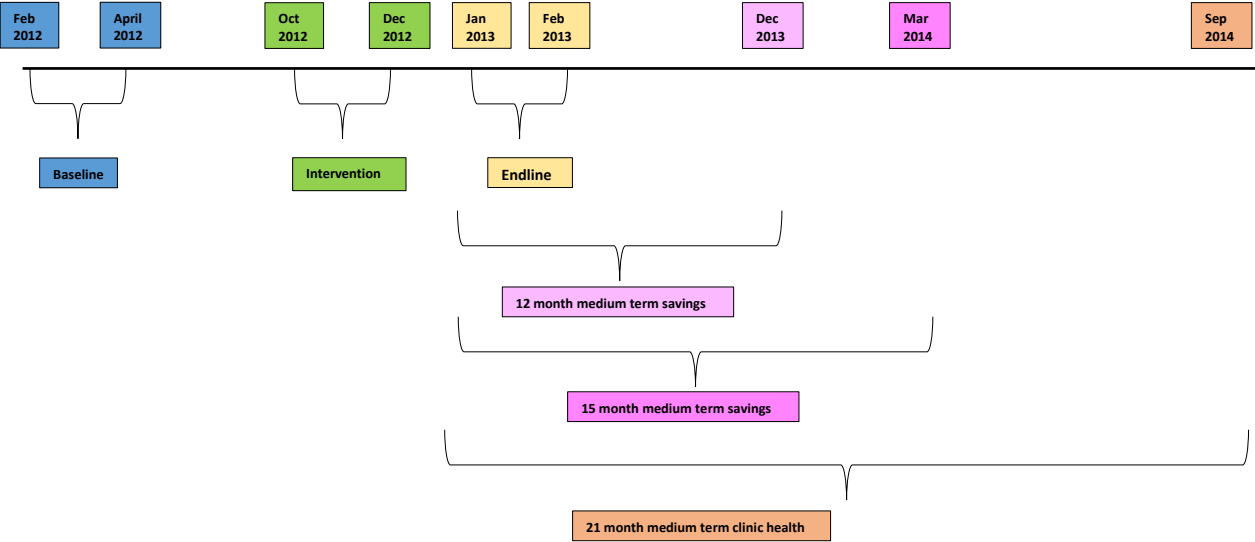 Feb
2012
April
2012
Oct
2012
Dec
2012
Jan
2013
Feb
2013
Dec
2013
Mar
2014
Sep
2014
Baseline
Intervention
Endline
12 month medium term savings
15 month medium term savings
21 month medium term clinic health